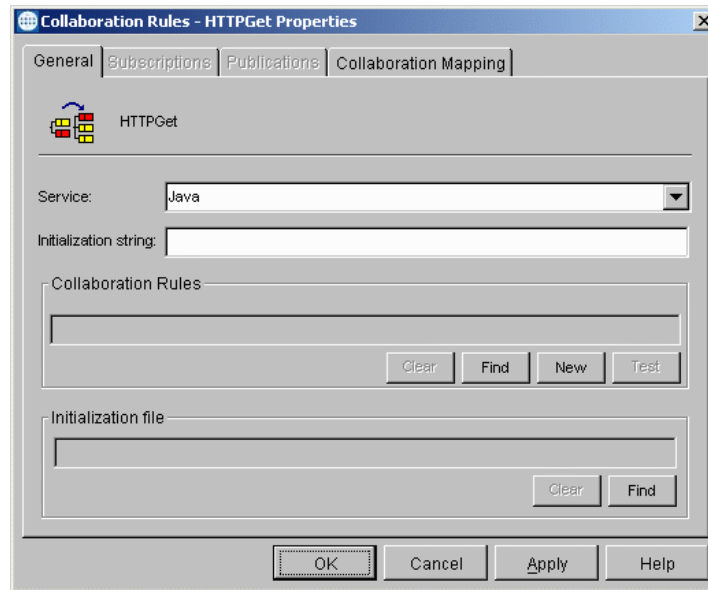 Collaboration Rules - HTTPGet Properties
General Subscriptions Publications Collaboration Mapping
HTTPGet
Service: Java
Initialization string:
Collaboration Rules
Clear Find New Test
Initialization file
Clear Find
OK Cancel Apply Help